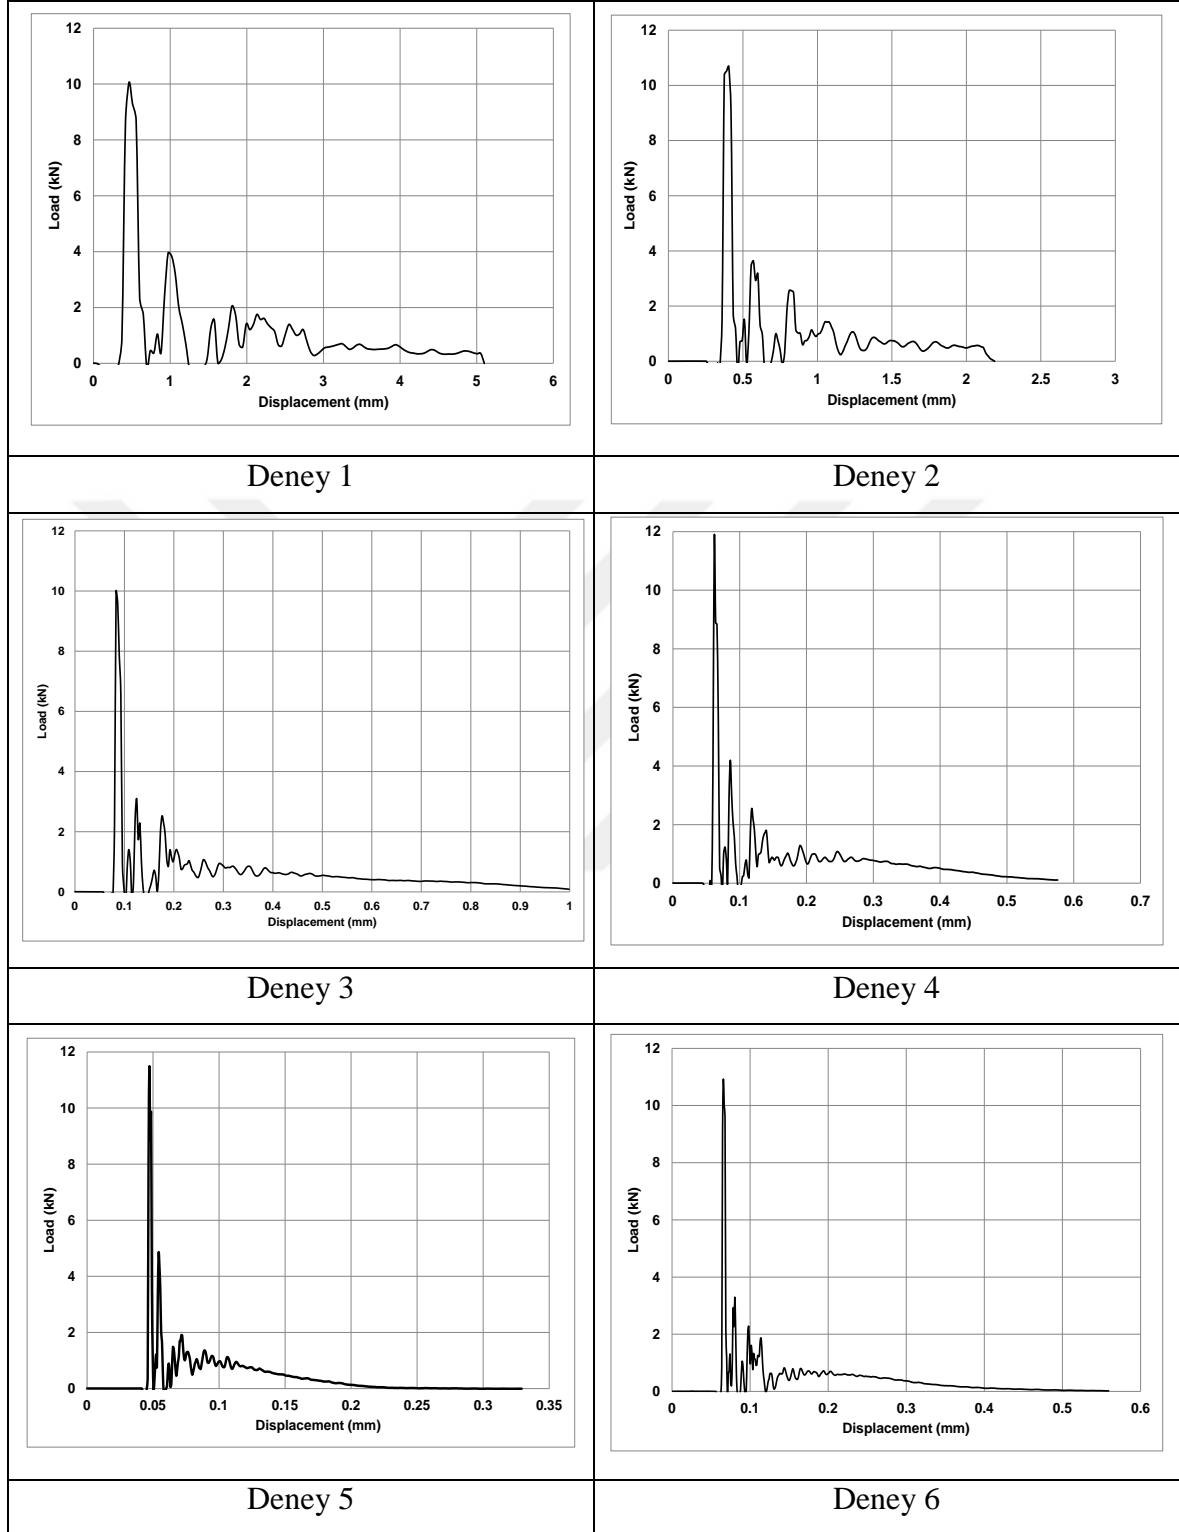 12
10
8
6
4
2
0
Load (kN)
0 1 2 3 4 5 6
Displacement (mm)
12
10
8
6
4
2
0
Load (kN)
0 0.5 1 1.5 2 2.5 3
Displacement (mm)
Deney 1 Deney 2
12
10
8
6
4
2
0
Load (kN)
0 0.1 0.2 0.3 0.4 0.5 0.6 0.7 0.8 0.9 1
Displacement (mm)
12
10
8
6
4
2
0
Load (kN)
0 0.1 0.2 0.3 0.4 0.5 0.6 0.7
Displacement (mm)
Deney 3 Deney 4
12
10
8
6
4
2
0
Load (kN)
0 0.05 0.1 0.15 0.2 0.25 0.3 0.35
Displacement (mm)
12
10
8
6
4
2
0
Load (kN)
0 0.1 0.2 0.3 0.4 0.5 0.6
Displacement (mm)
Deney 5 Deney 6